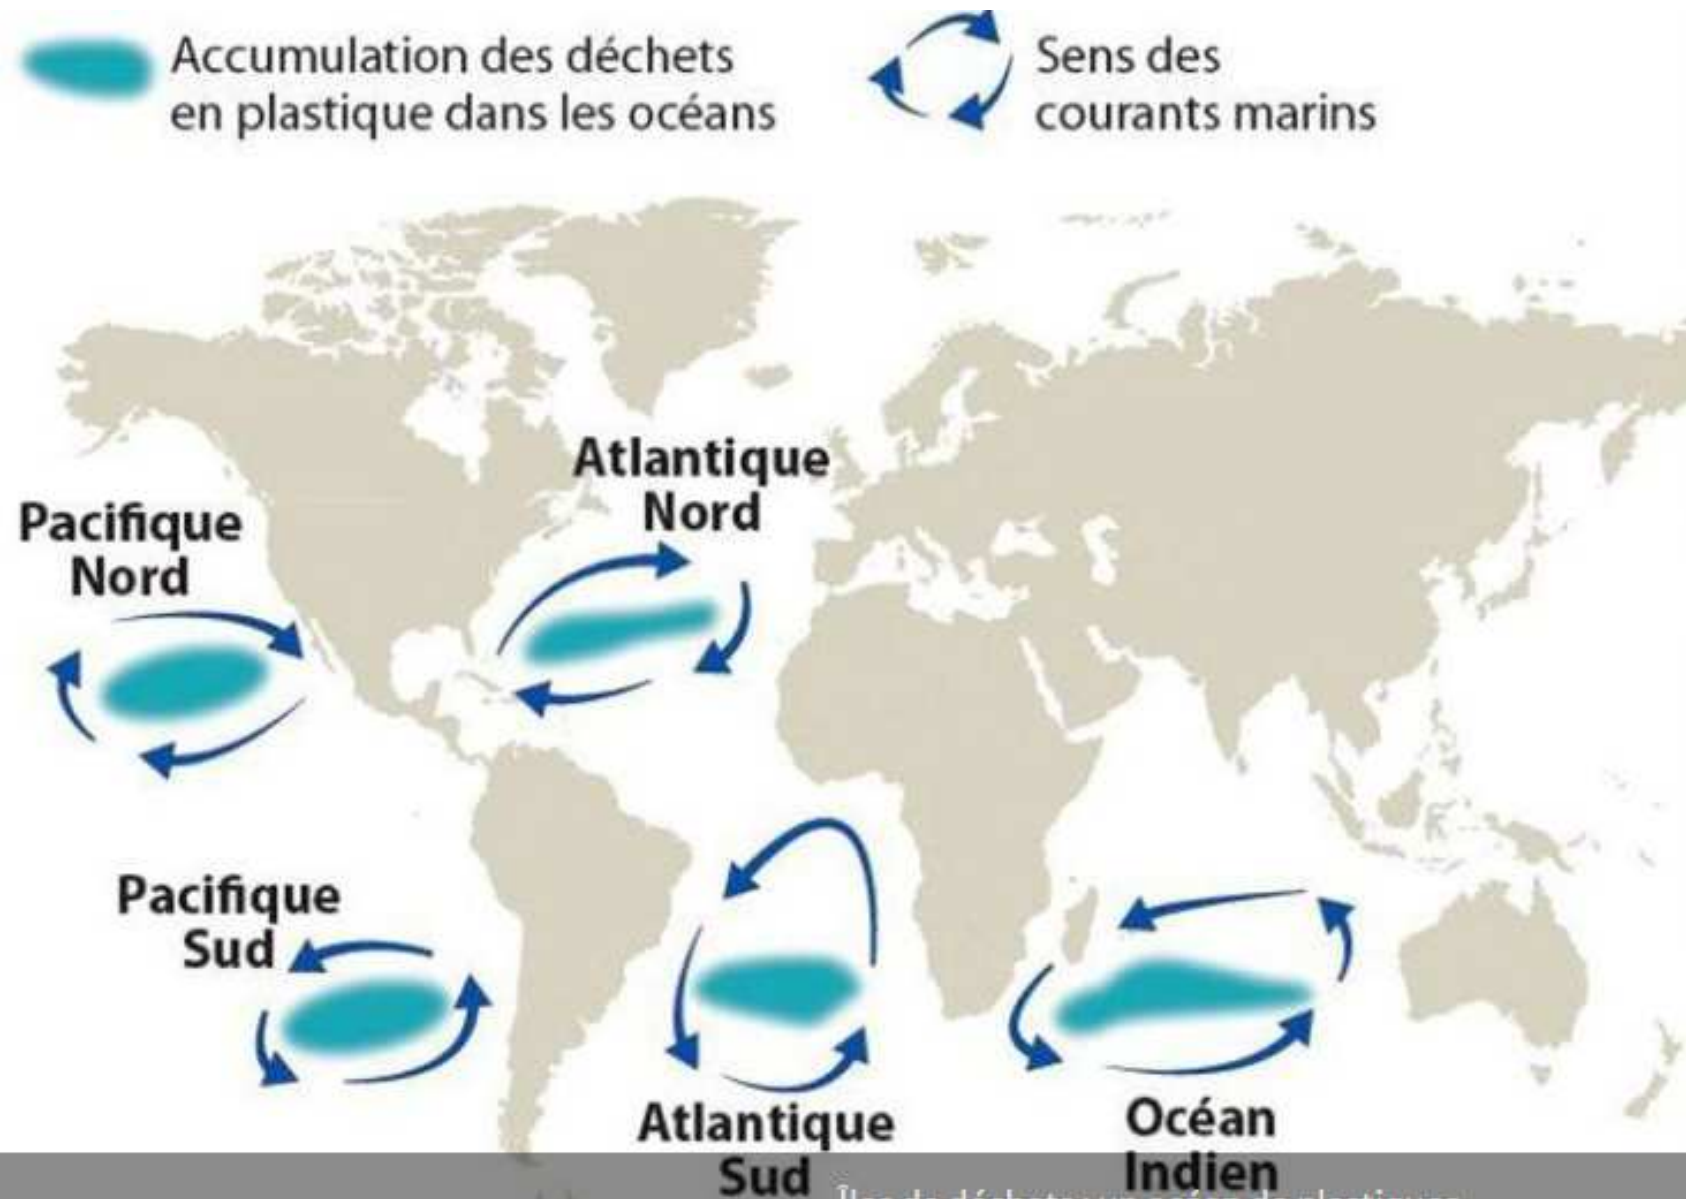 Accumulation des déchets
en plastique dans les océans
Sens des
courants marins
Atlantique
Nord
Pacifique
Nord
Pacifique
Sud
Atlantique
Sud
Océan
Indien